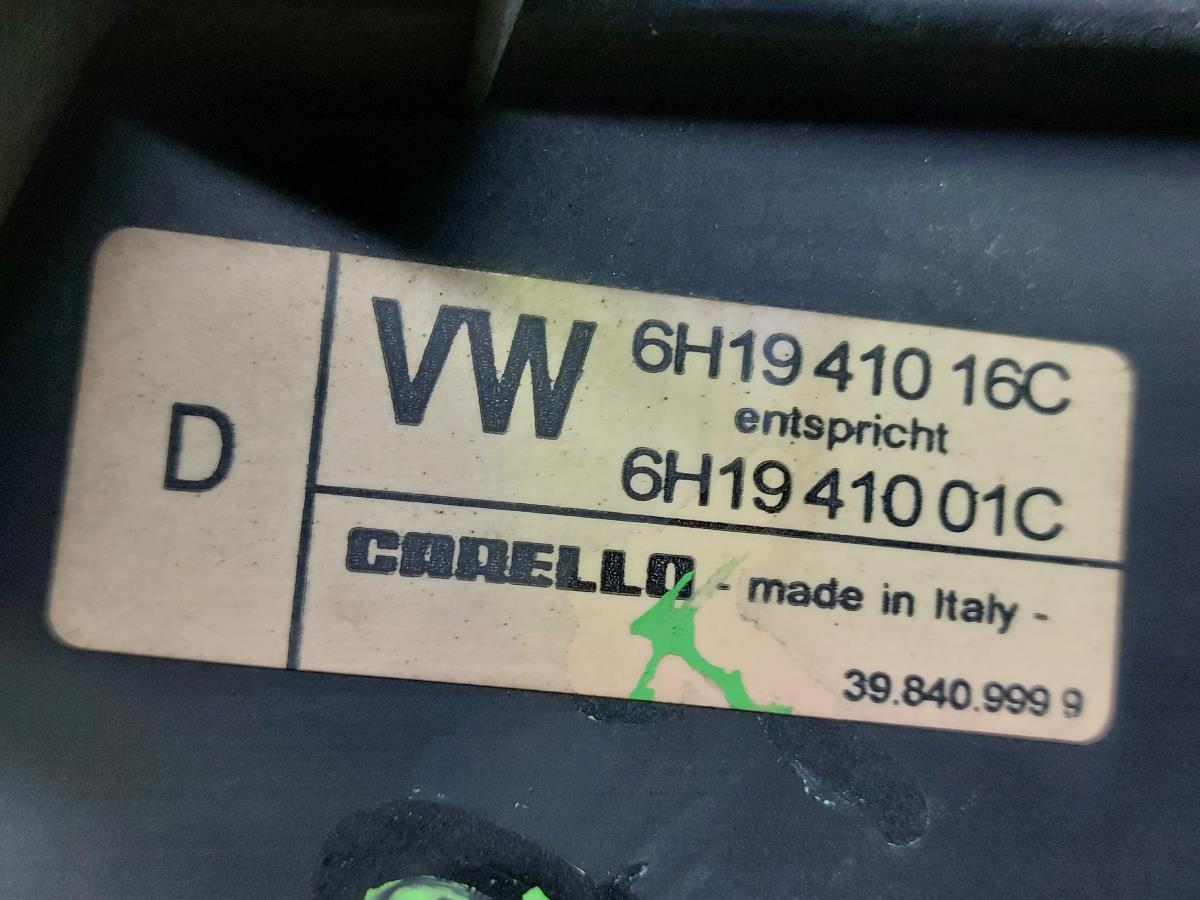 D
VW
6H19 410 16C
entspricht
6H19 410 01C
CARELLO - made in Italy -
39.840.999 9